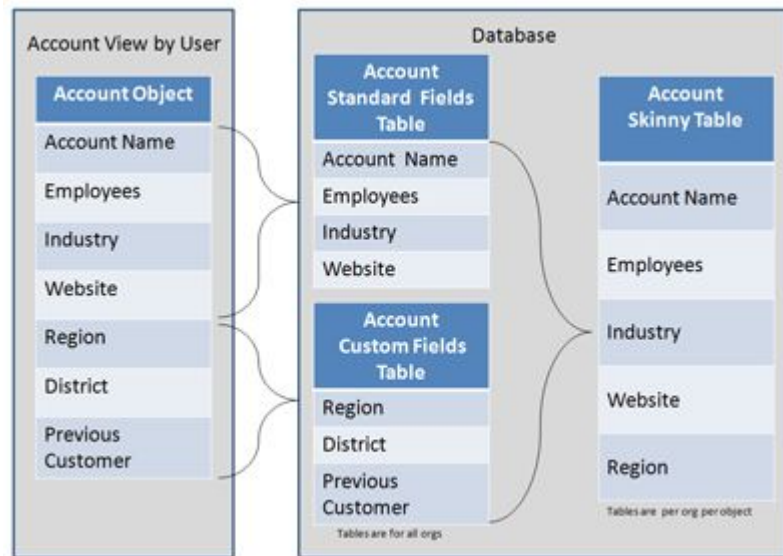 Account View by User
Account Object
Account Name
Employees
Industry
Website
Region
District
Previous
Customer
Database
Account
Standard Fields
Table
Account Name
Employees
Industry
Website
Account
Custom Fields
Table
Region
District
Previous
Customer
Tables are for all orgs
Account
Skinny Table
Account Name
Employees
Industry
Website
Region
Tables are per org per object